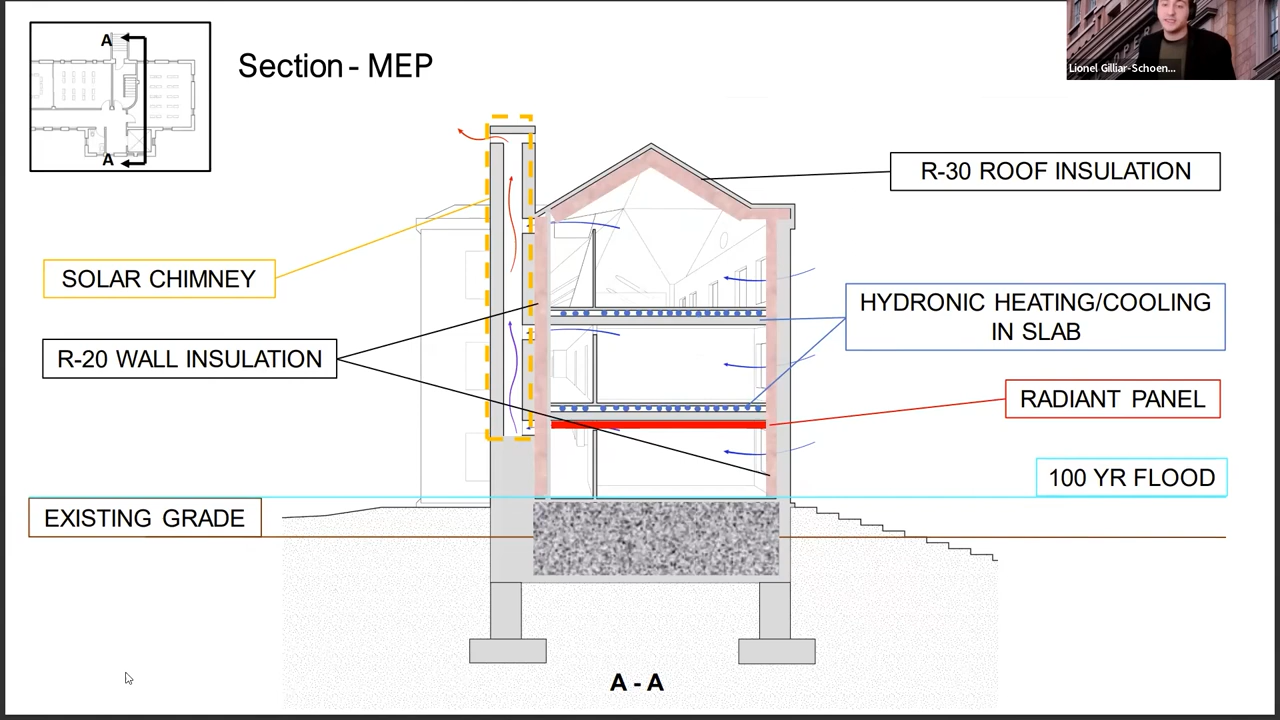 A
A
Section - MEP
Lionel Gilliar-Schoen...
R-30 ROOF INSULATION
SOLAR CHIMNEY
HYDRONIC HEATING/COOLING
IN SLAB
R-20 WALL INSULATION
RADIANT PANEL
100 YR FLOOD
EXISTING GRADE
A - A